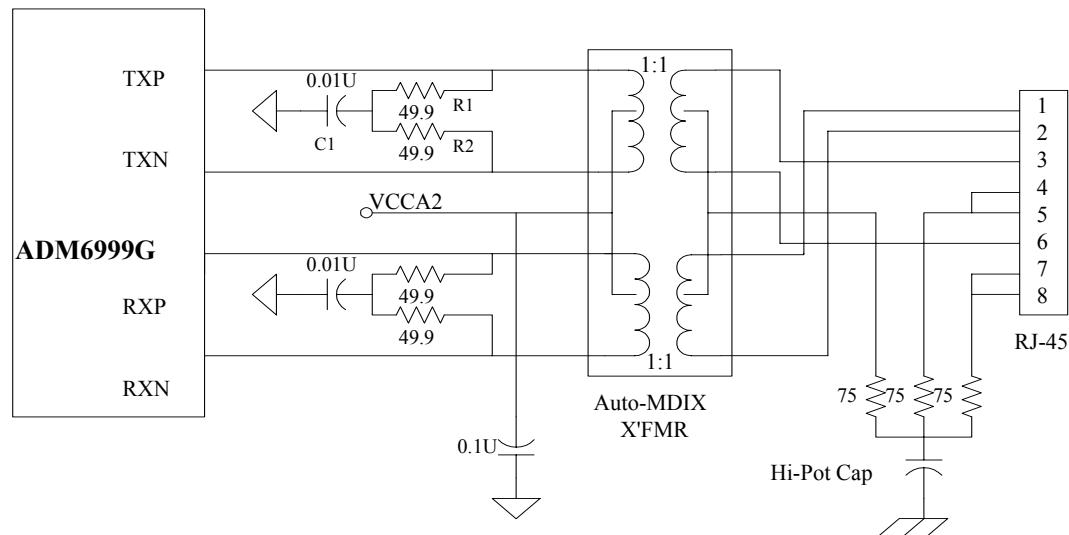 TXP
TXN
ADM6999G
RXP
RXN
0.01U
C1
49.9
R1
49.9
R2
VCCA2
0.01U
49.9
49.9
0.1U
1:1
1:1
Auto-MDIX
X'FMR
1
2
3
4
5
6
7
8
RJ-45
75
75
75
Hi-Pot Cap